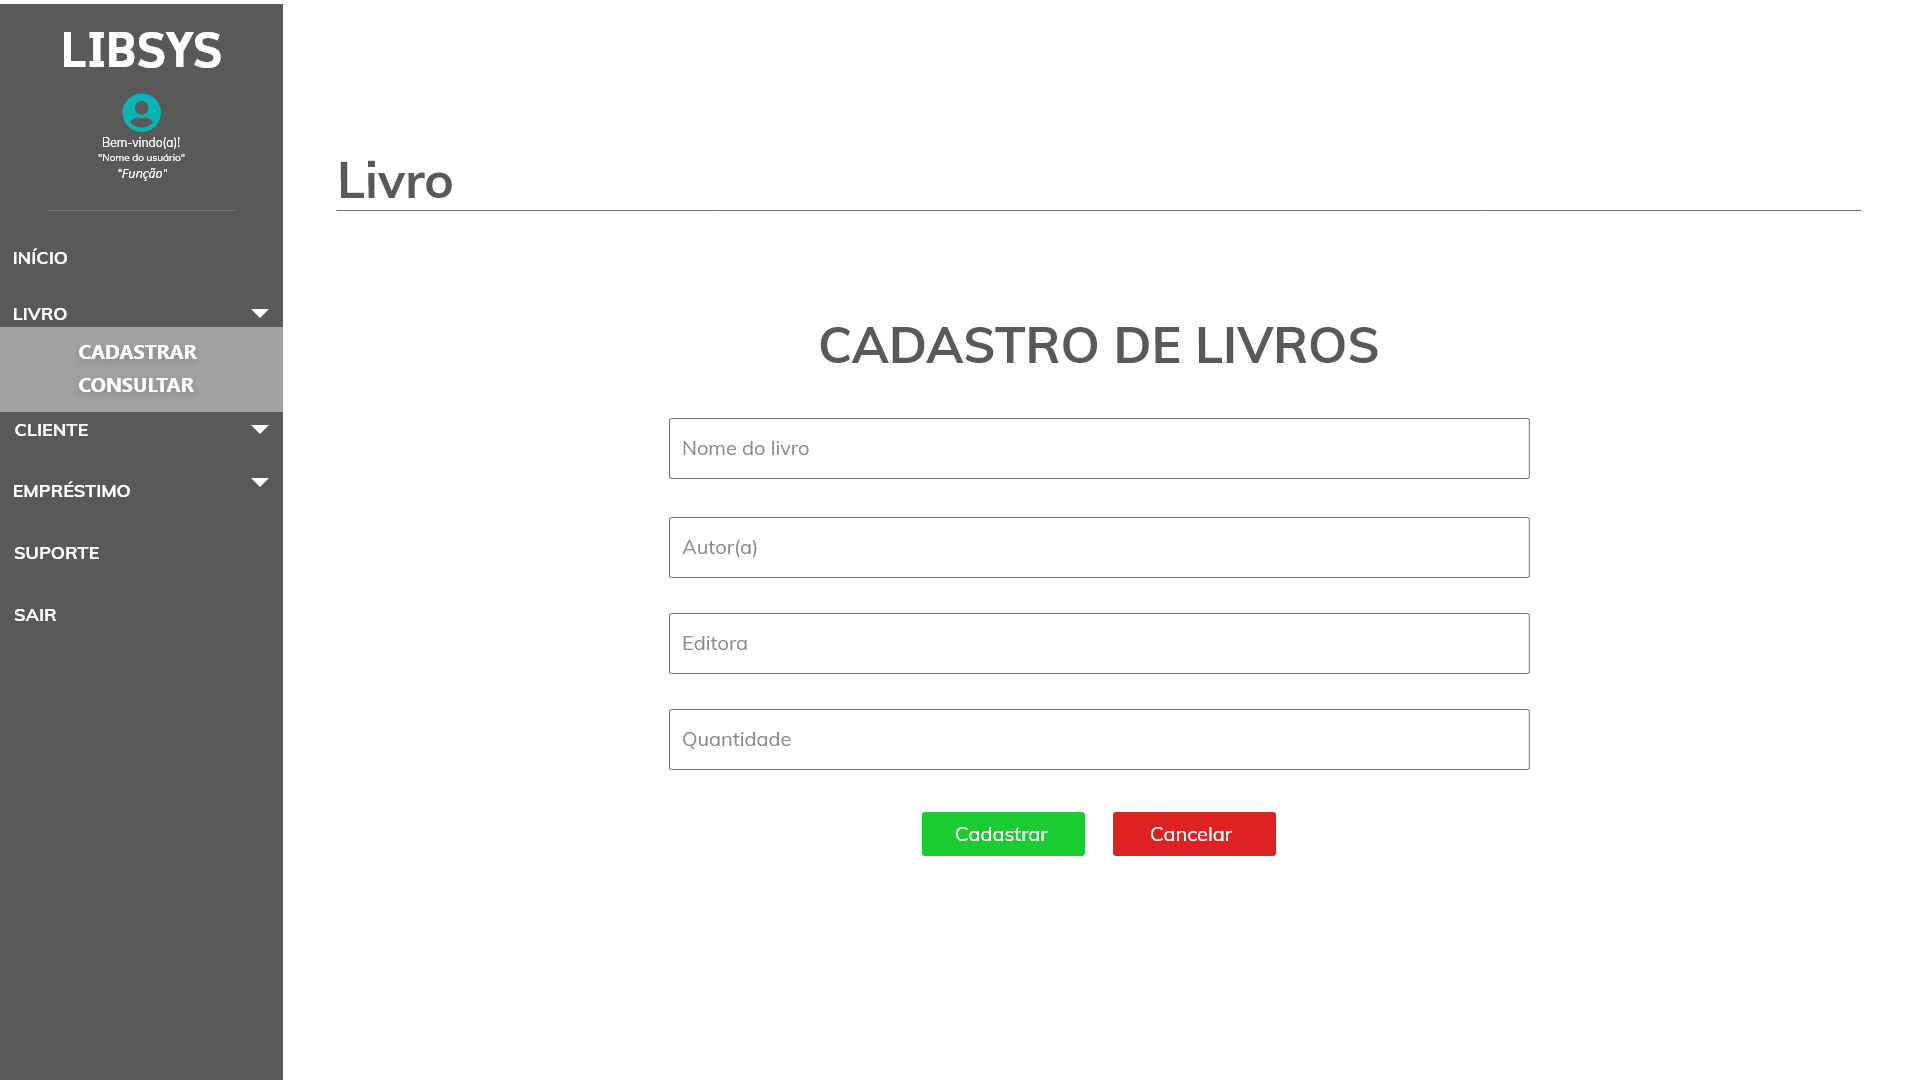 LIBSYS
Bem-vindo(a)!
"Nome do usuário"
"Função"
INÍCIO
LIVRO
CADASTRAR
CONSULTAR
CLIENTE
EMPRÉSTIMO
SUPORTE
SAIR
Livro
CADASTRO DE LIVROS
Nome do livro
Autor(a)
Editora
Quantidade
Cadastrar
Cancelar